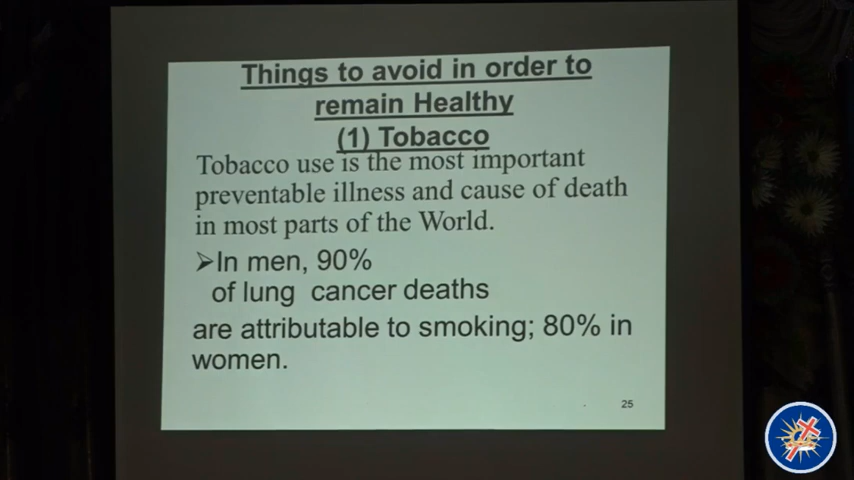 Things to avoid in order to
remain Healthy
(1) Tobacco
Tobacco use is the most important
preventable illness and cause of death
in most parts of the World.
➢In men, 90%
of lung cancer deaths
are attributable to smoking; 80% in
women.
25